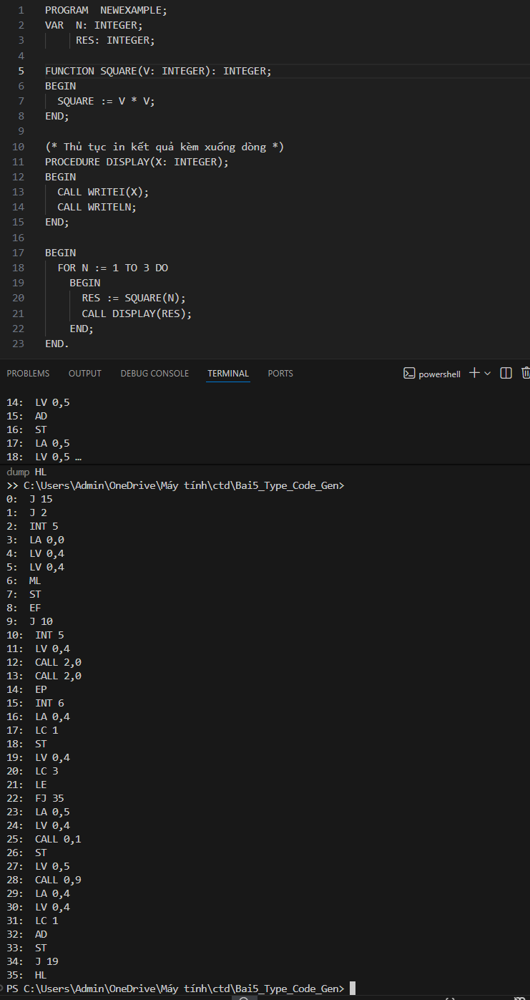 1 PROGRAM  NEWEXAMPLE;
2 VAR  N: INTEGER;
3      RES: INTEGER;
4
5 FUNCTION SQUARE(V: INTEGER): INTEGER;
6 BEGIN
7   SQUARE := V * V;
8 END;
9
10 (* Thủ tục in kết quả kèm xuống dòng *)
11 PROCEDURE DISPLAY(X: INTEGER);
12 BEGIN
13   CALL WRITEI(X);
14   CALL WRITELN;
15 END;
16
17 BEGIN
18   FOR N := 1 TO 3 DO
19     BEGIN
20       RES := SQUARE(N);
21       CALL DISPLAY(RES);
22     END;
23 END.
PROBLEMS OUTPUT DEBUG CONSOLE TERMINAL PORTS powershell
14:  LV 0,5
15:  AD
16:  ST
17:  LA 0,5
18:  LV 0,5 …
dump HL
>> C:\Users\Admin\OneDrive\Máy tính\ctd\Bai5_Type_Code_Gen>
0:  J 15
1:  J 2
2:  INT 5
3:  LA 0,0
4:  LV 0,4
5:  LV 0,4
6:  ML
7:  ST
8:  EF
9:  J 10
10:  INT 5
11:  LV 0,4
12:  CALL 2,0
13:  CALL 2,0
14:  EP
15:  INT 6
16:  LA 0,4
17:  LC 1
18:  ST
19:  LV 0,4
20:  LC 3
21:  LE
22:  FJ 35
23:  LA 0,5
24:  LV 0,4
25:  CALL 0,1
26:  ST
27:  LV 0,5
28:  CALL 0,9
29:  LA 0,4
30:  LV 0,4
31:  LC 1
32:  AD
33:  ST
34:  J 19
35:  HL
PS C:\Users\Admin\OneDrive\Máy tính\ctd\Bai5_Type_Code_Gen>